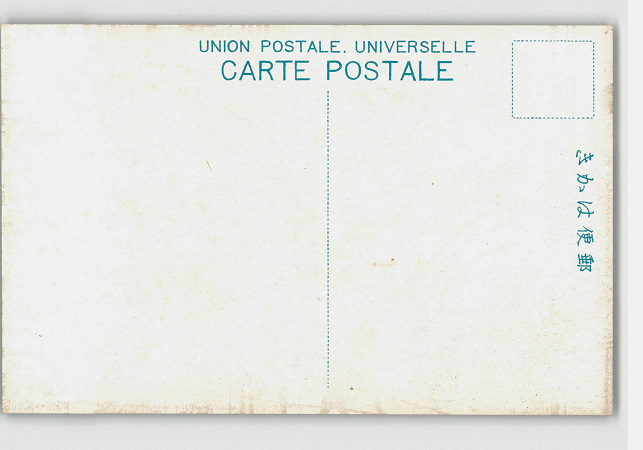 UNION POSTALE. UNIVERSELLE
CARTE POSTALE
きかは便郵